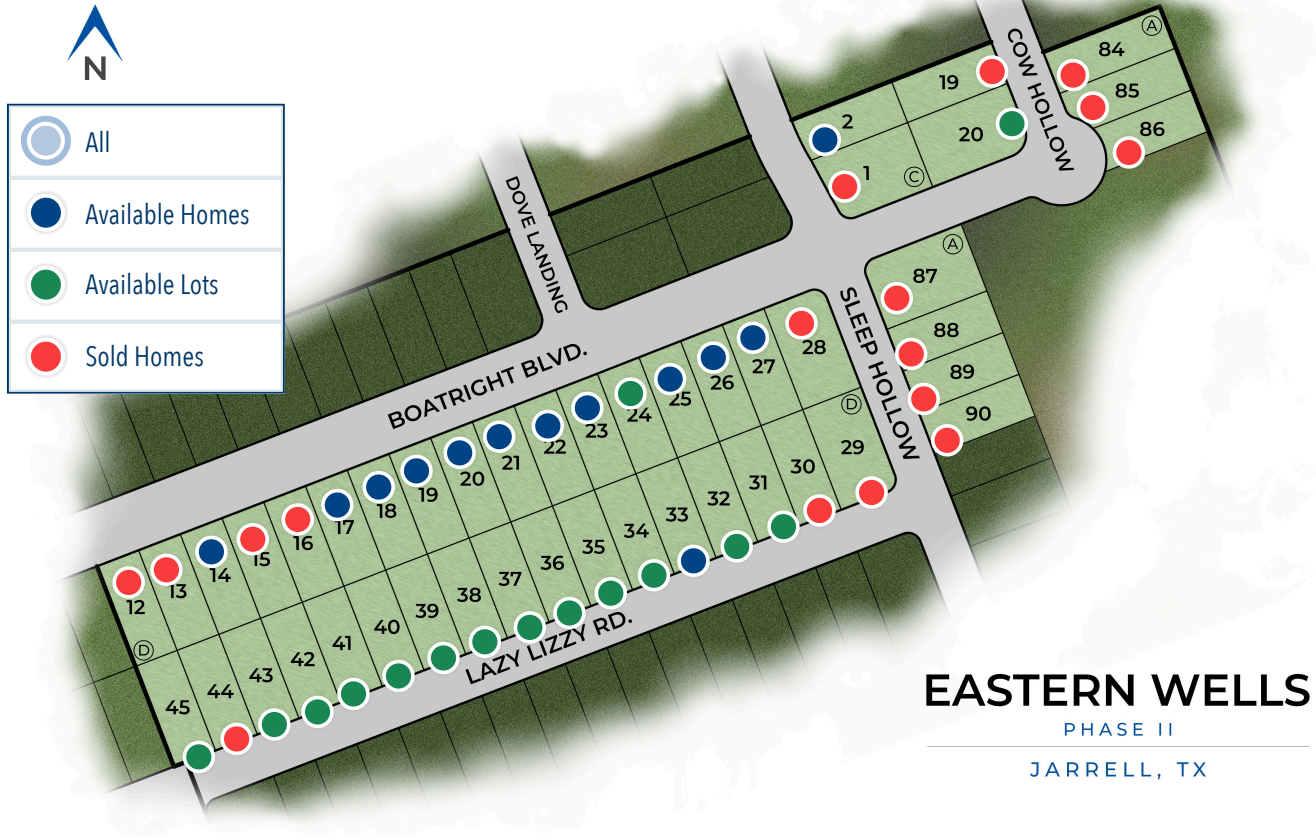 N
All
Available Homes
Available Lots
Sold Homes
COW HOLLOW
A
84
85
86
19
20
2
1
C
DOVE LANDING
BOATRIGHT BLVD.
SLEEP HOLLOW
A
87
88
89
90
28
27
26
25
24
23
22
21
20
19
18
17
16
15
14
13
12
D
29
30
31
32
33
34
35
36
37
38
39
40
41
42
43
44
45
D
LAZY LIZZY RD.
EASTERN WELLS
PHASE II
JARRELL, TX